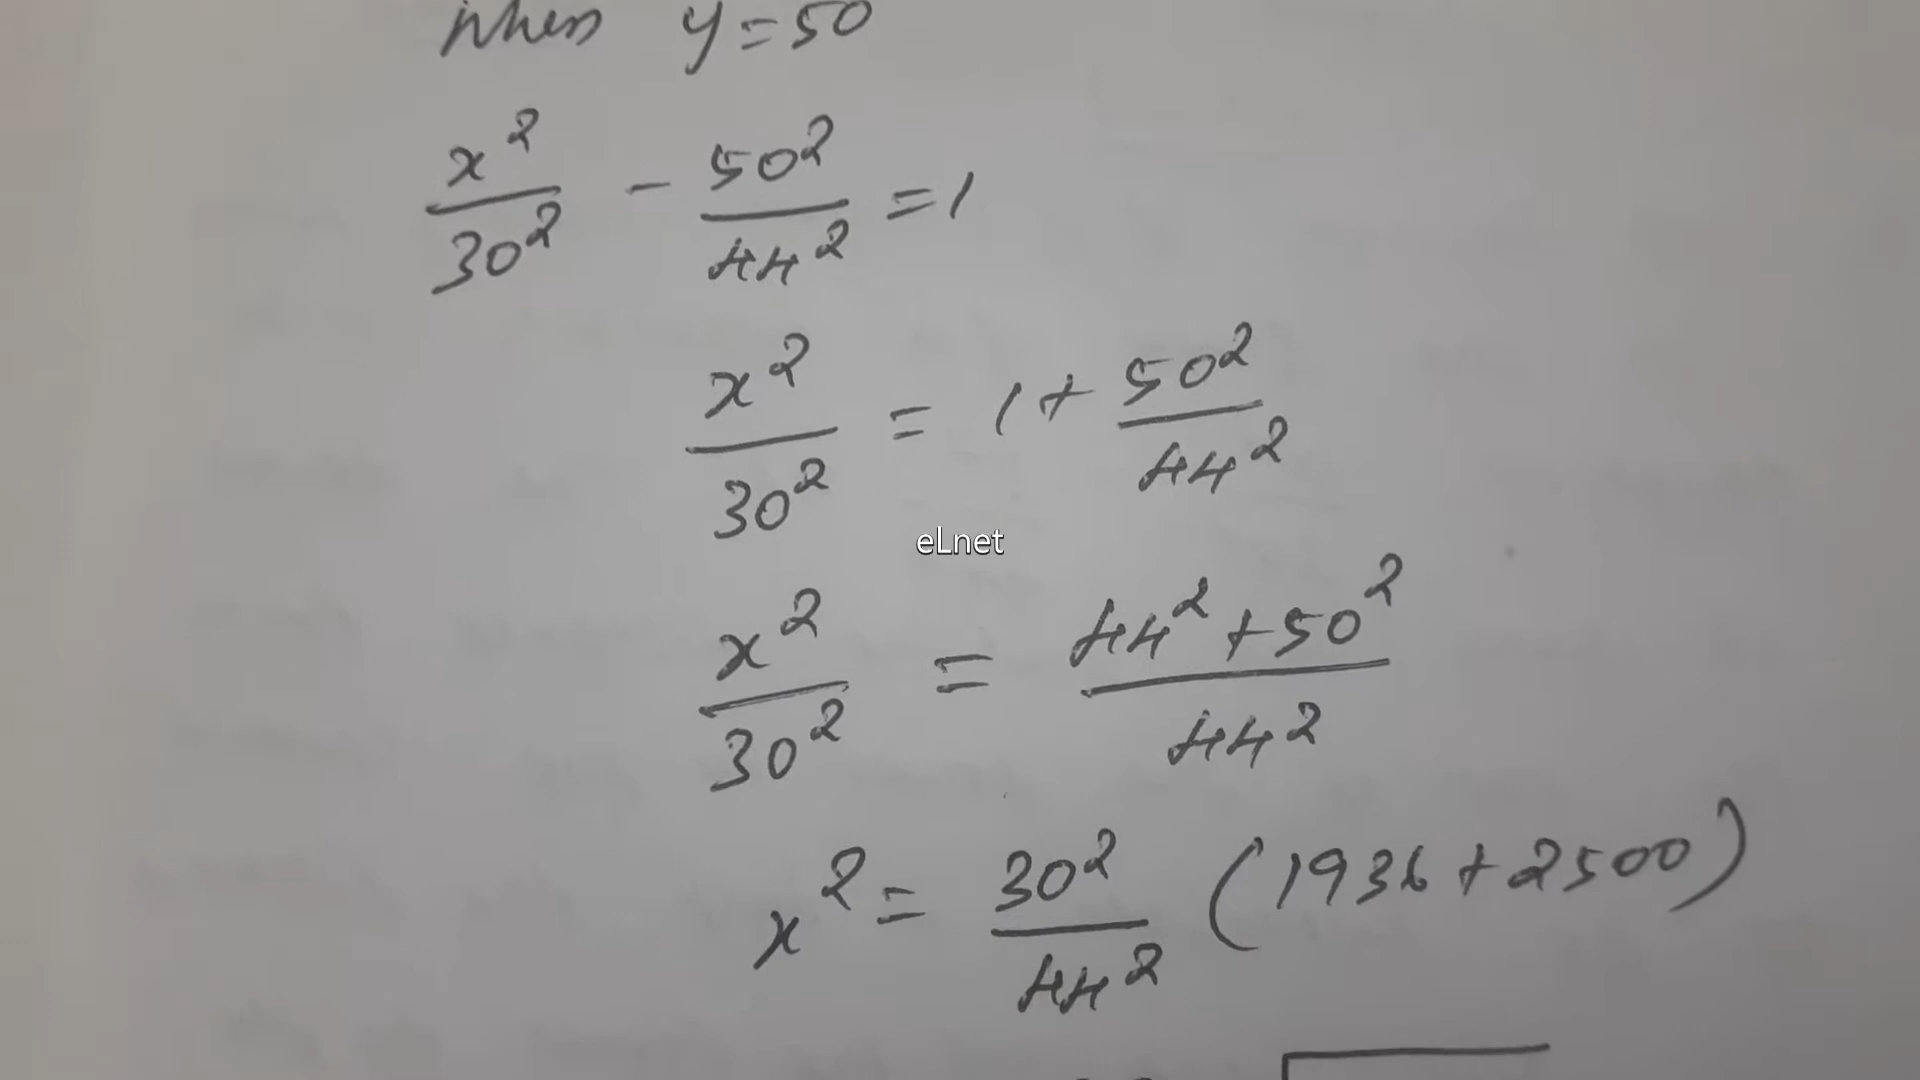 When y=50
x²/30² - 50²/44² = 1
x²/30² = 1 + 50²/44²
eLnet
x²/30² = 44² + 50²/44²
x² = 30²/44² (1936 + 2500)